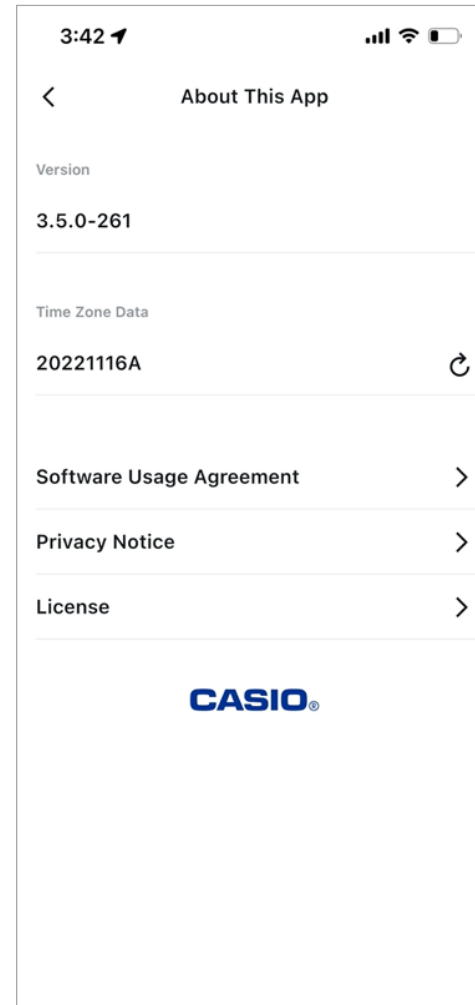 3:42
About This App
Version
3.5.0-261
Time Zone Data
20221116A
Software Usage Agreement
Privacy Notice
License
CASIO®